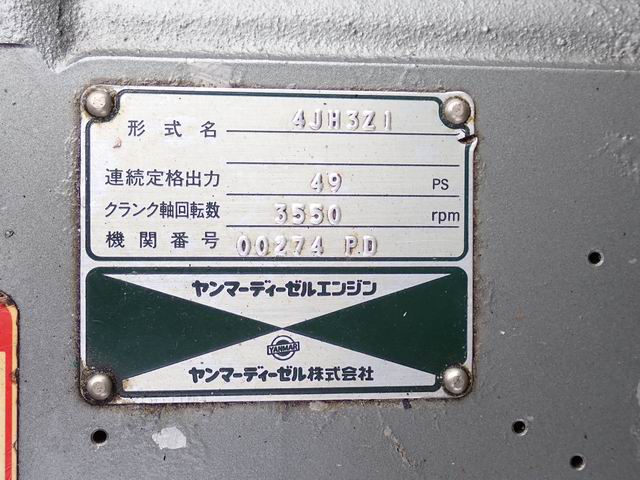 形式名 4JH3Z1
連続定格出力 49 PS
クランク軸回転数 3550 rpm
機関番号 00274 P.D
ヤンマーディーゼルエンジン
YANMAR
ヤンマーディーゼル株式会社